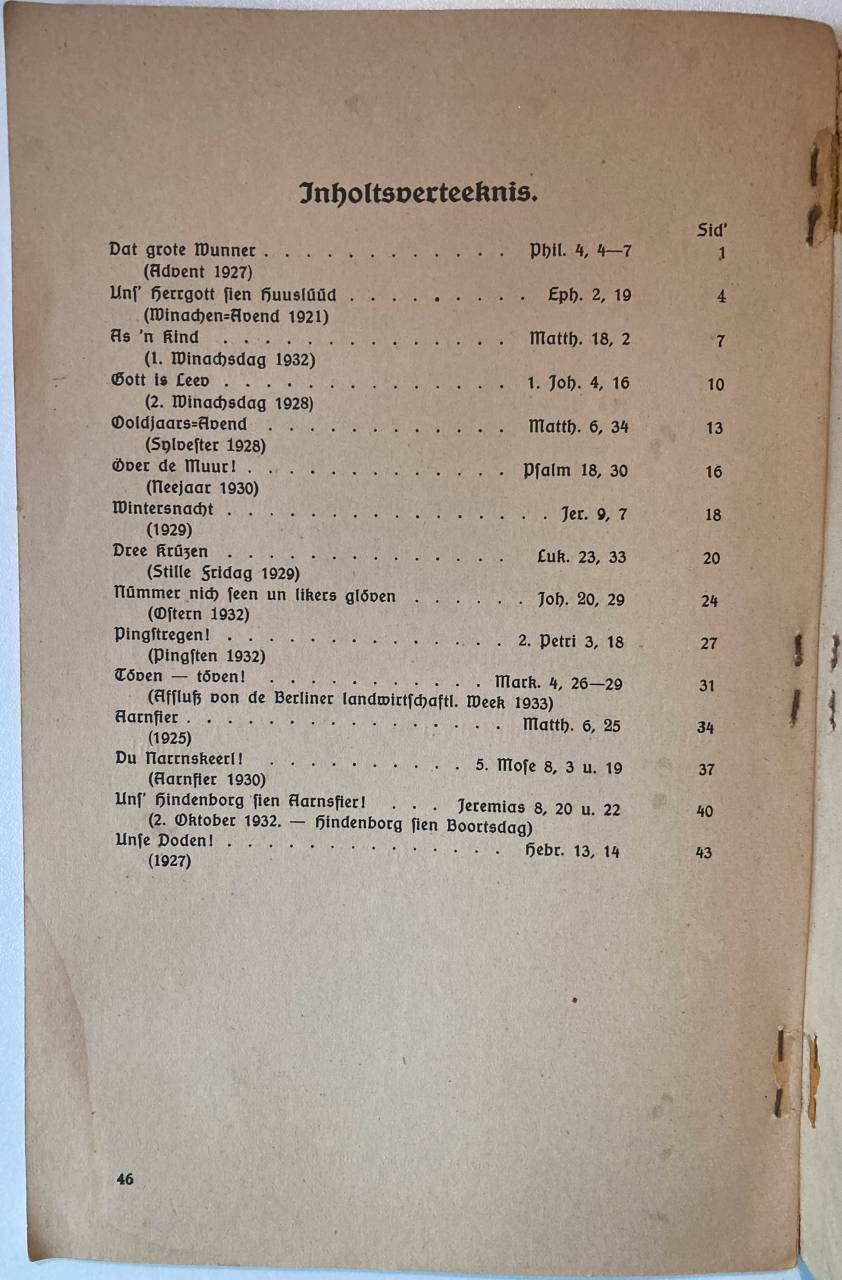 Inholtsverteeknis.
Sid'
Dat grote Wunner . . . . . . . . . . . . Phil. 4, 4—7 1
(Advent 1927)
Uns' Herrgott sien Huuslüüd . . . . . . . . . Eph. 2, 19 4
(Winachen=Avend 1921)
As 'n Kind . . . . . . . . . . . . . . Matth. 18, 2 7
(1. Winachsdag 1932)
Gott is Leev . . . . . . . . . . . . . . 1. Joh. 4, 16 10
(2. Winachsdag 1928)
Ooldjaars=Avend . . . . . . . . . . . . Matth. 6, 34 13
(Sylvester 1928)
Över de Muur! . . . . . . . . . . . . . Psalm 18, 30 16
(Neejaar 1930)
Wintersnacht . . . . . . . . . . . . . . . . Jer. 9, 7 18
(1929)
Dree Krüzen . . . . . . . . . . . . . . Luk. 23, 33 20
(Stille Fridag 1929)
Nümmer nich seen un likers glöven . . . . . . Joh. 20, 29 24
(Ostern 1932)
Pingstregen! . . . . . . . . . . . . . . 2. Petri 3, 18 27
(Pingsten 1932)
Töven — töven! . . . . . . . . . . . Mark. 4, 26—29 31
(Affluß von de Berliner landwirtschaftl. Week 1933)
Aarnfier . . . . . . . . . . . . . . . . Matth. 6, 25 34
(1925)
Du Narrnskeerl! . . . . . . . . . . 5. Mose 8, 3 u. 19 37
(Aarnfier 1930)
Uns' Hindenborg sien Aarnsfier! . . . Jeremias 8, 20 u. 22 40
(2. Oktober 1932. — Hindenborg sien Boortsdag)
Unse Doden! . . . . . . . . . . . . . . Hebr. 13, 14 43
(1927)
46